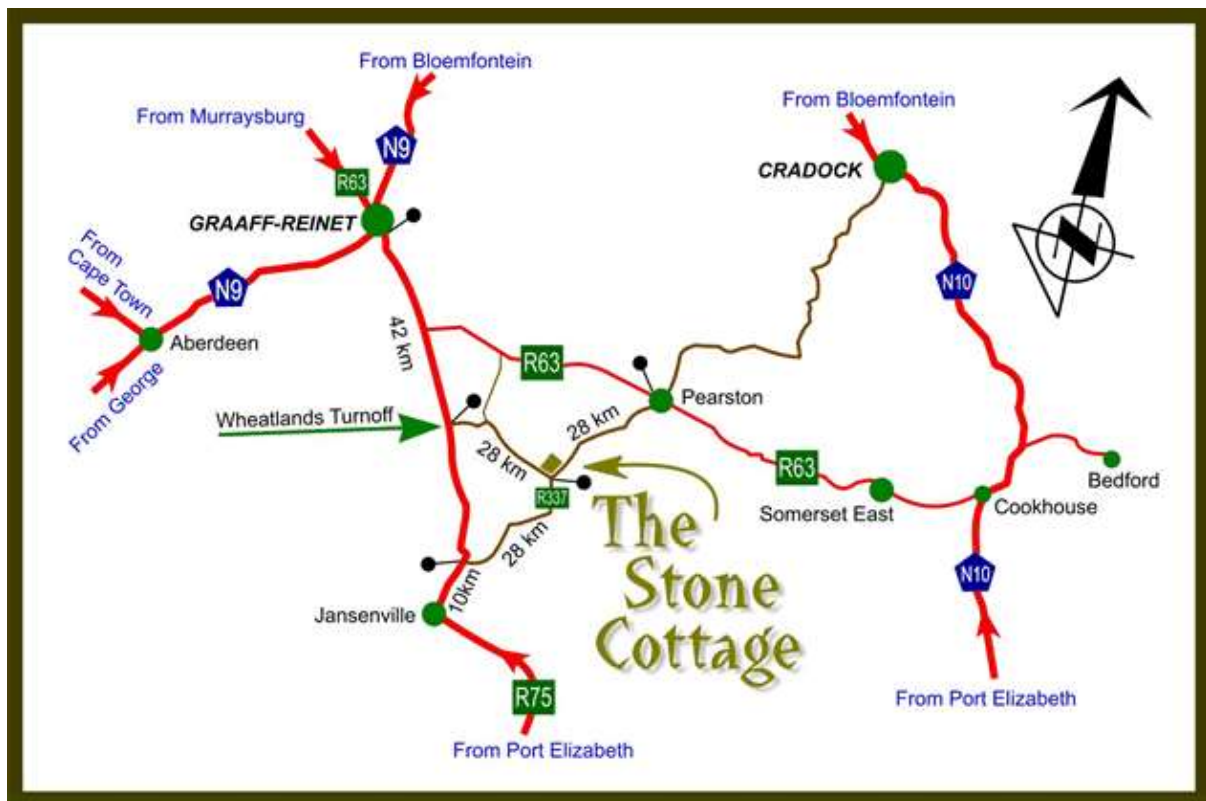 From Bloemfontein
From Murraysburg
N9
R63
GRAAFF-REINET
From Bloemfontein
CRADOCK
From
Cape Town
N9
N10
Aberdeen
From George
42 km
R63
Pearston
Wheatlands Turnoff
28 km
28 km
R63
Bedford
R337
The
Stone
Cottage
Somerset East
Cookhouse
28 km
N10
10km
Jansenville
R75
From Port Elizabeth
From Port Elizabeth
N